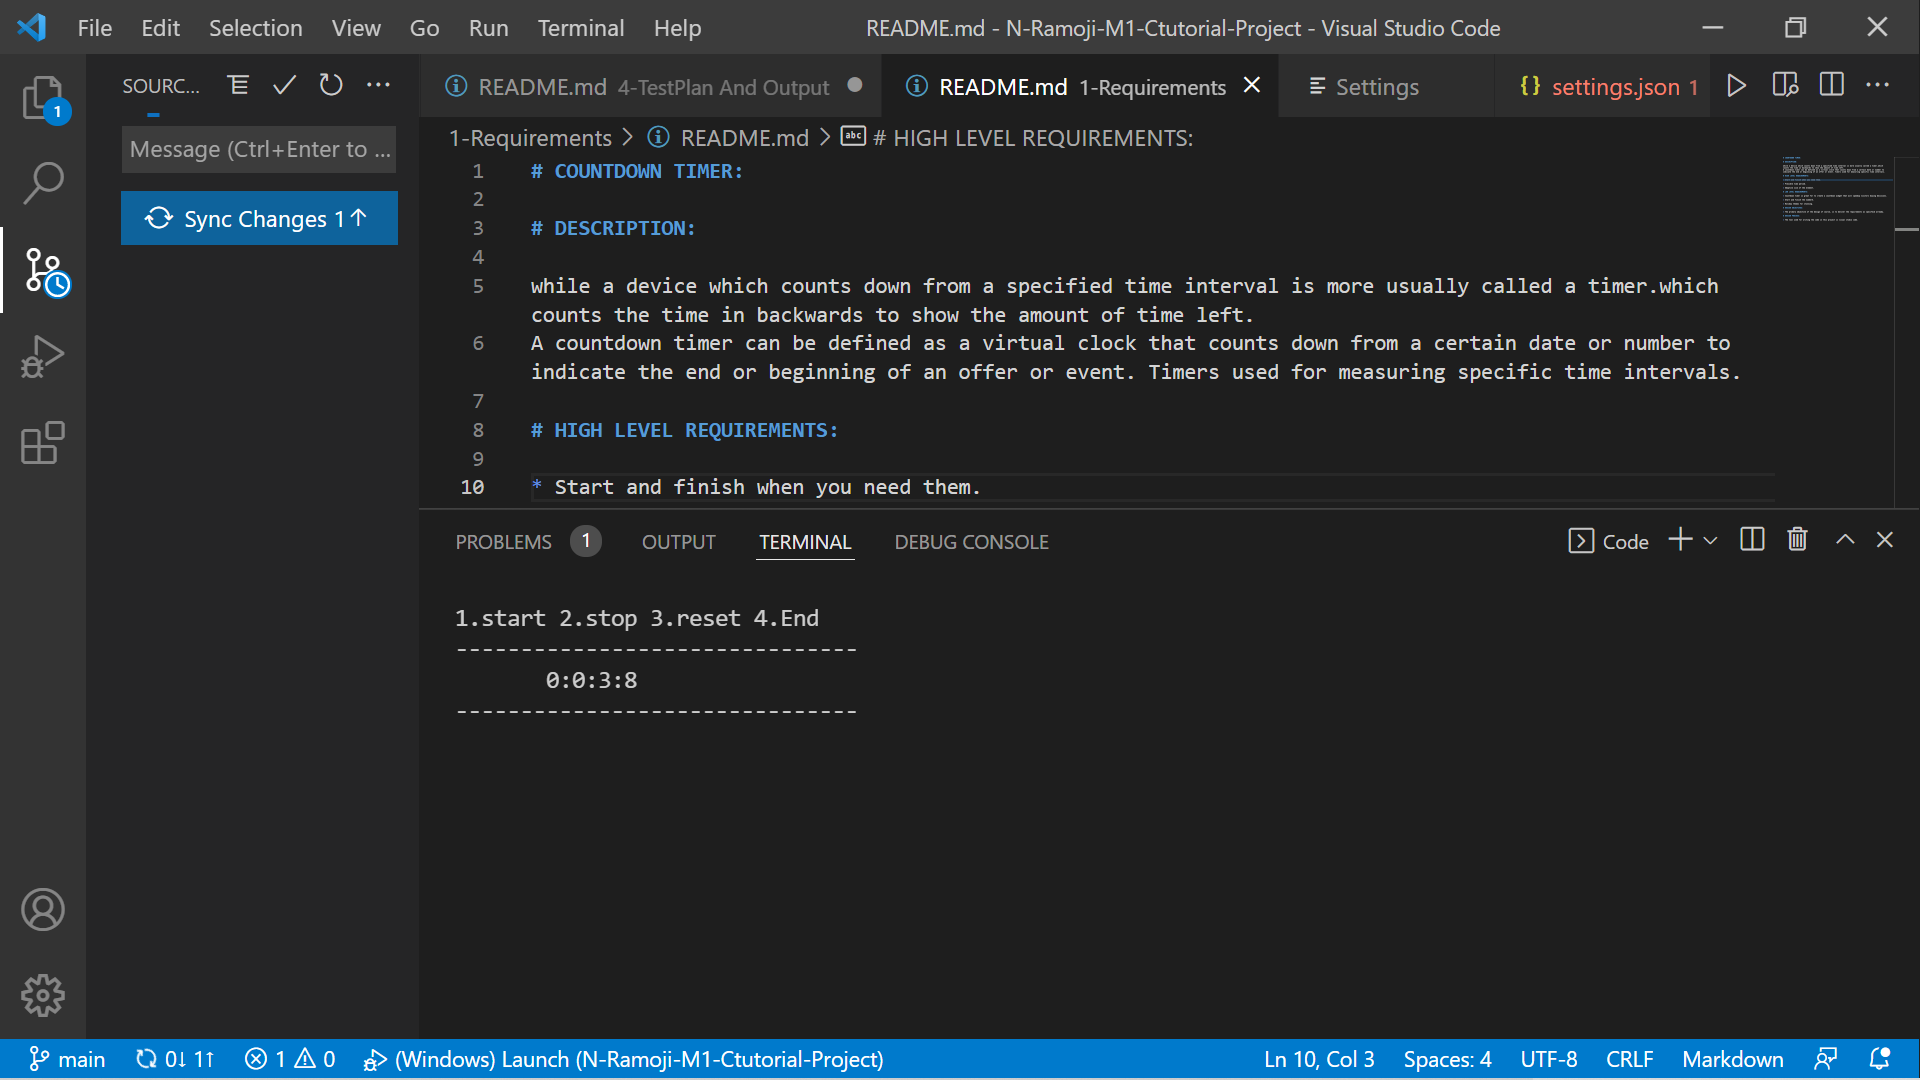 File Edit Selection View Go Run Terminal Help README.md - N-Ramoji-M1-Ctutorial-Project - Visual Studio Code
SOURC...
README.md 4-TestPlan And Output
README.md 1-Requirements
Settings
{} settings.json 1
1
Message (Ctrl+Enter to ...
Sync Changes 1↑
1-Requirements > README.md > abc # HIGH LEVEL REQUIREMENTS:
1 # COUNTDOWN TIMER:
2
3 # DESCRIPTION:
4
5 while a device which counts down from a specified time interval is more usually called a timer.which
counts the time in backwards to show the amount of time left.
6 A countdown timer can be defined as a virtual clock that counts down from a certain date or number to
indicate the end or beginning of an offer or event. Timers used for measuring specific time intervals.
7
8 # HIGH LEVEL REQUIREMENTS:
9
10 * Start and finish when you need them.
PROBLEMS 1 OUTPUT TERMINAL DEBUG CONSOLE
Code
1.start 2.stop 3.reset 4.End
-------------------------------
0:0:3:8
-------------------------------
main 0↓ 1↑ 1 0 (Windows) Launch (N-Ramoji-M1-Ctutorial-Project)
Ln 10, Col 3 Spaces: 4 UTF-8 CRLF Markdown